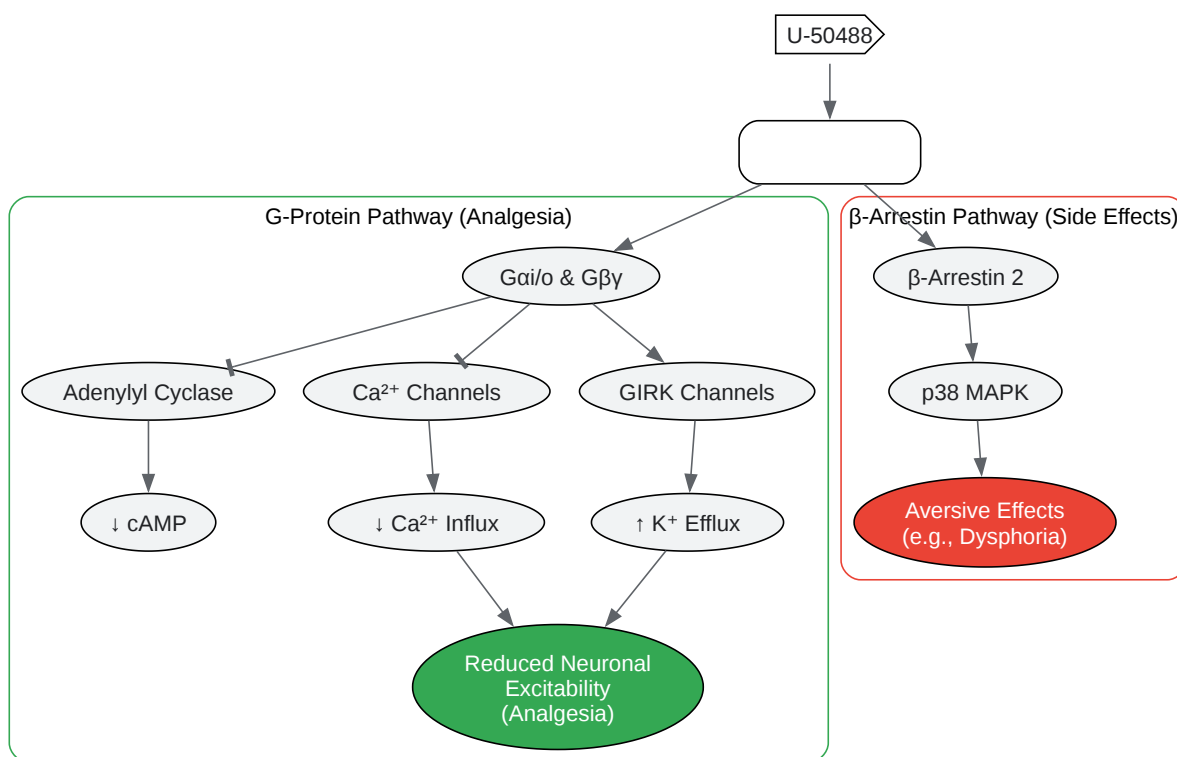 U-50488
G-Protein Pathway (Analgesia)
β-Arrestin Pathway (Side Effects)
Gαi/o & Gβγ
β-Arrestin 2
Adenylyl Cyclase
Ca²⁺ Channels
GIRK Channels
p38 MAPK
↓ cAMP
↓ Ca²⁺ Influx
↑ K⁺ Efflux
Aversive Effects
(e.g., Dysphoria)
Reduced Neuronal
Excitability
(Analgesia)